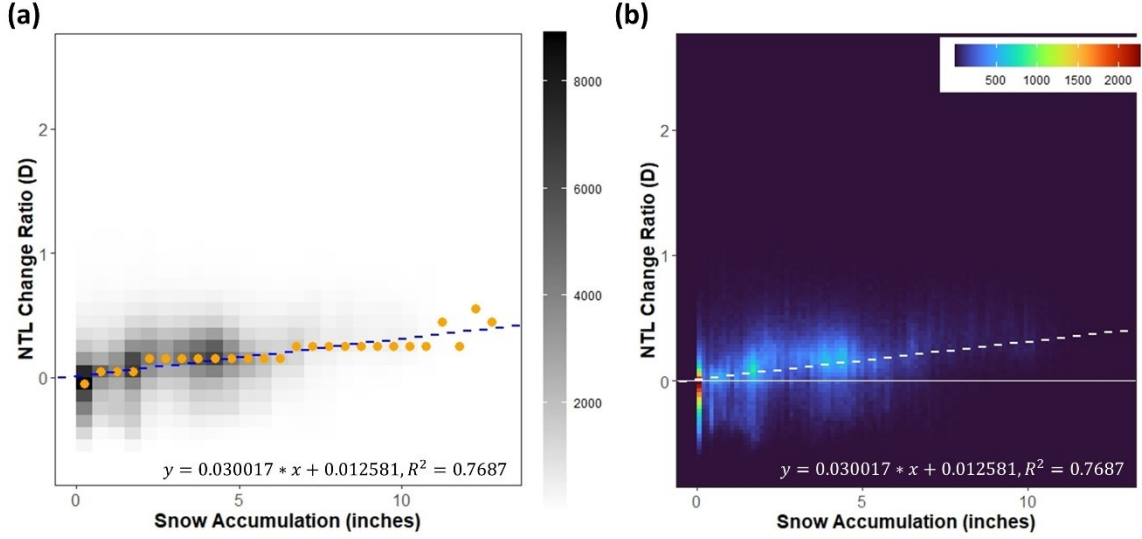 (a)
(b)
NTL Change Ratio (D)
2
1
0
0
5
10
Snow Accumulation (inches)
y = 0.030017 * x + 0.012581, R² = 0.7687
8000
6000
4000
2000
NTL Change Ratio (D)
2
1
0
0
5
10
Snow Accumulation (inches)
y = 0.030017 * x + 0.012581, R² = 0.7687
500 1000 1500 2000